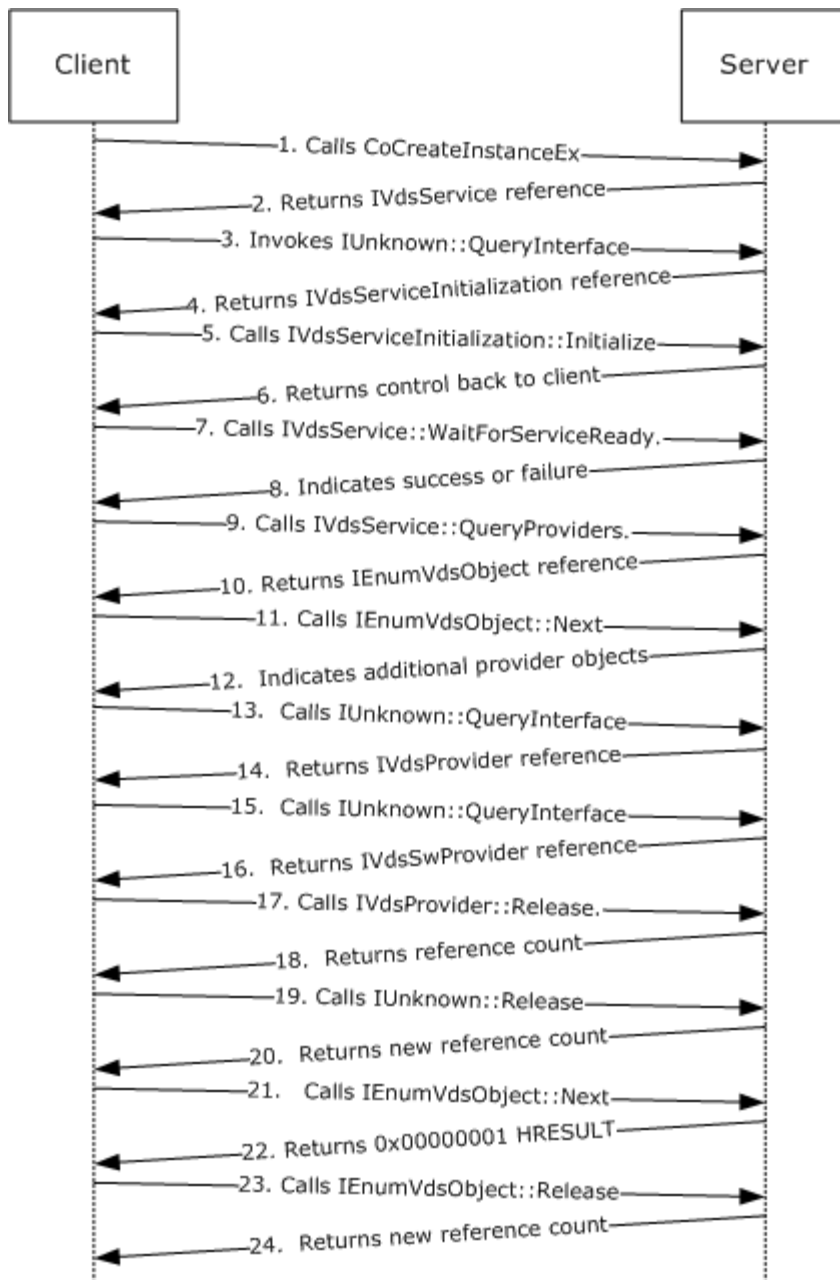 Client
Server
1. Calls CoCreateInstanceEx
2. Returns IVdsService reference
3. Invokes IUnknown::QueryInterface
4. Returns IVdsServiceInitialization reference
5. Calls IVdsServiceInitialization::Initialize
6. Returns control back to client
7. Calls IVdsService::WaitForServiceReady.
8. Indicates success or failure
9. Calls IVdsService::QueryProviders.
10. Returns IEnumVdsObject reference
11. Calls IEnumVdsObject::Next
12. Indicates additional provider objects
13. Calls IUnknown::QueryInterface
14. Returns IVdsProvider reference
15. Calls IUnknown::QueryInterface
16. Returns IVdsSwProvider reference
17. Calls IVdsProvider::Release.
18. Returns reference count
19. Calls IUnknown::Release
20. Returns new reference count
21. Calls IEnumVdsObject::Next
22. Returns 0x00000001 HRESULT
23. Calls IEnumVdsObject::Release
24. Returns new reference count